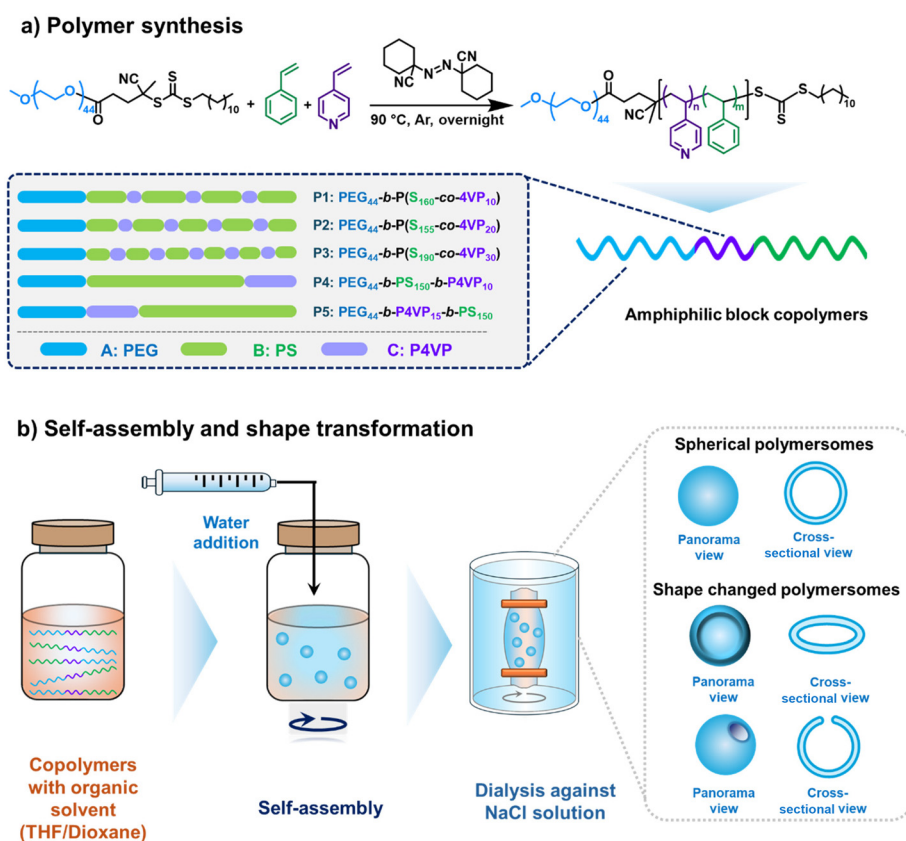 a) Polymer synthesis
NC
CN
NC
CN
N
N
O
O
44
O
S
S
S
10
+
+
N
90 °C, Ar, overnight
O
O
44
O
NC
n
m
N
S
S
S
10
P1: PEG44-b-P(S160-co-4VP10)
P2: PEG44-b-P(S155-co-4VP20)
P3: PEG44-b-P(S190-co-4VP30)
P4: PEG44-b-PS150-b-P4VP10
P5: PEG44-b-P4VP15-b-PS150
A: PEG
B: PS
C: P4VP
Amphiphilic block copolymers
b) Self-assembly and shape transformation
Water
addition
Copolymers
with organic
solvent
(THF/Dioxane)
Self-assembly
Dialysis against
NaCl solution
Spherical polymersomes
Panorama
view
Cross-
sectional view
Shape changed polymersomes
Panorama
view
Cross-
sectional view
Panorama
view
Cross-
sectional view